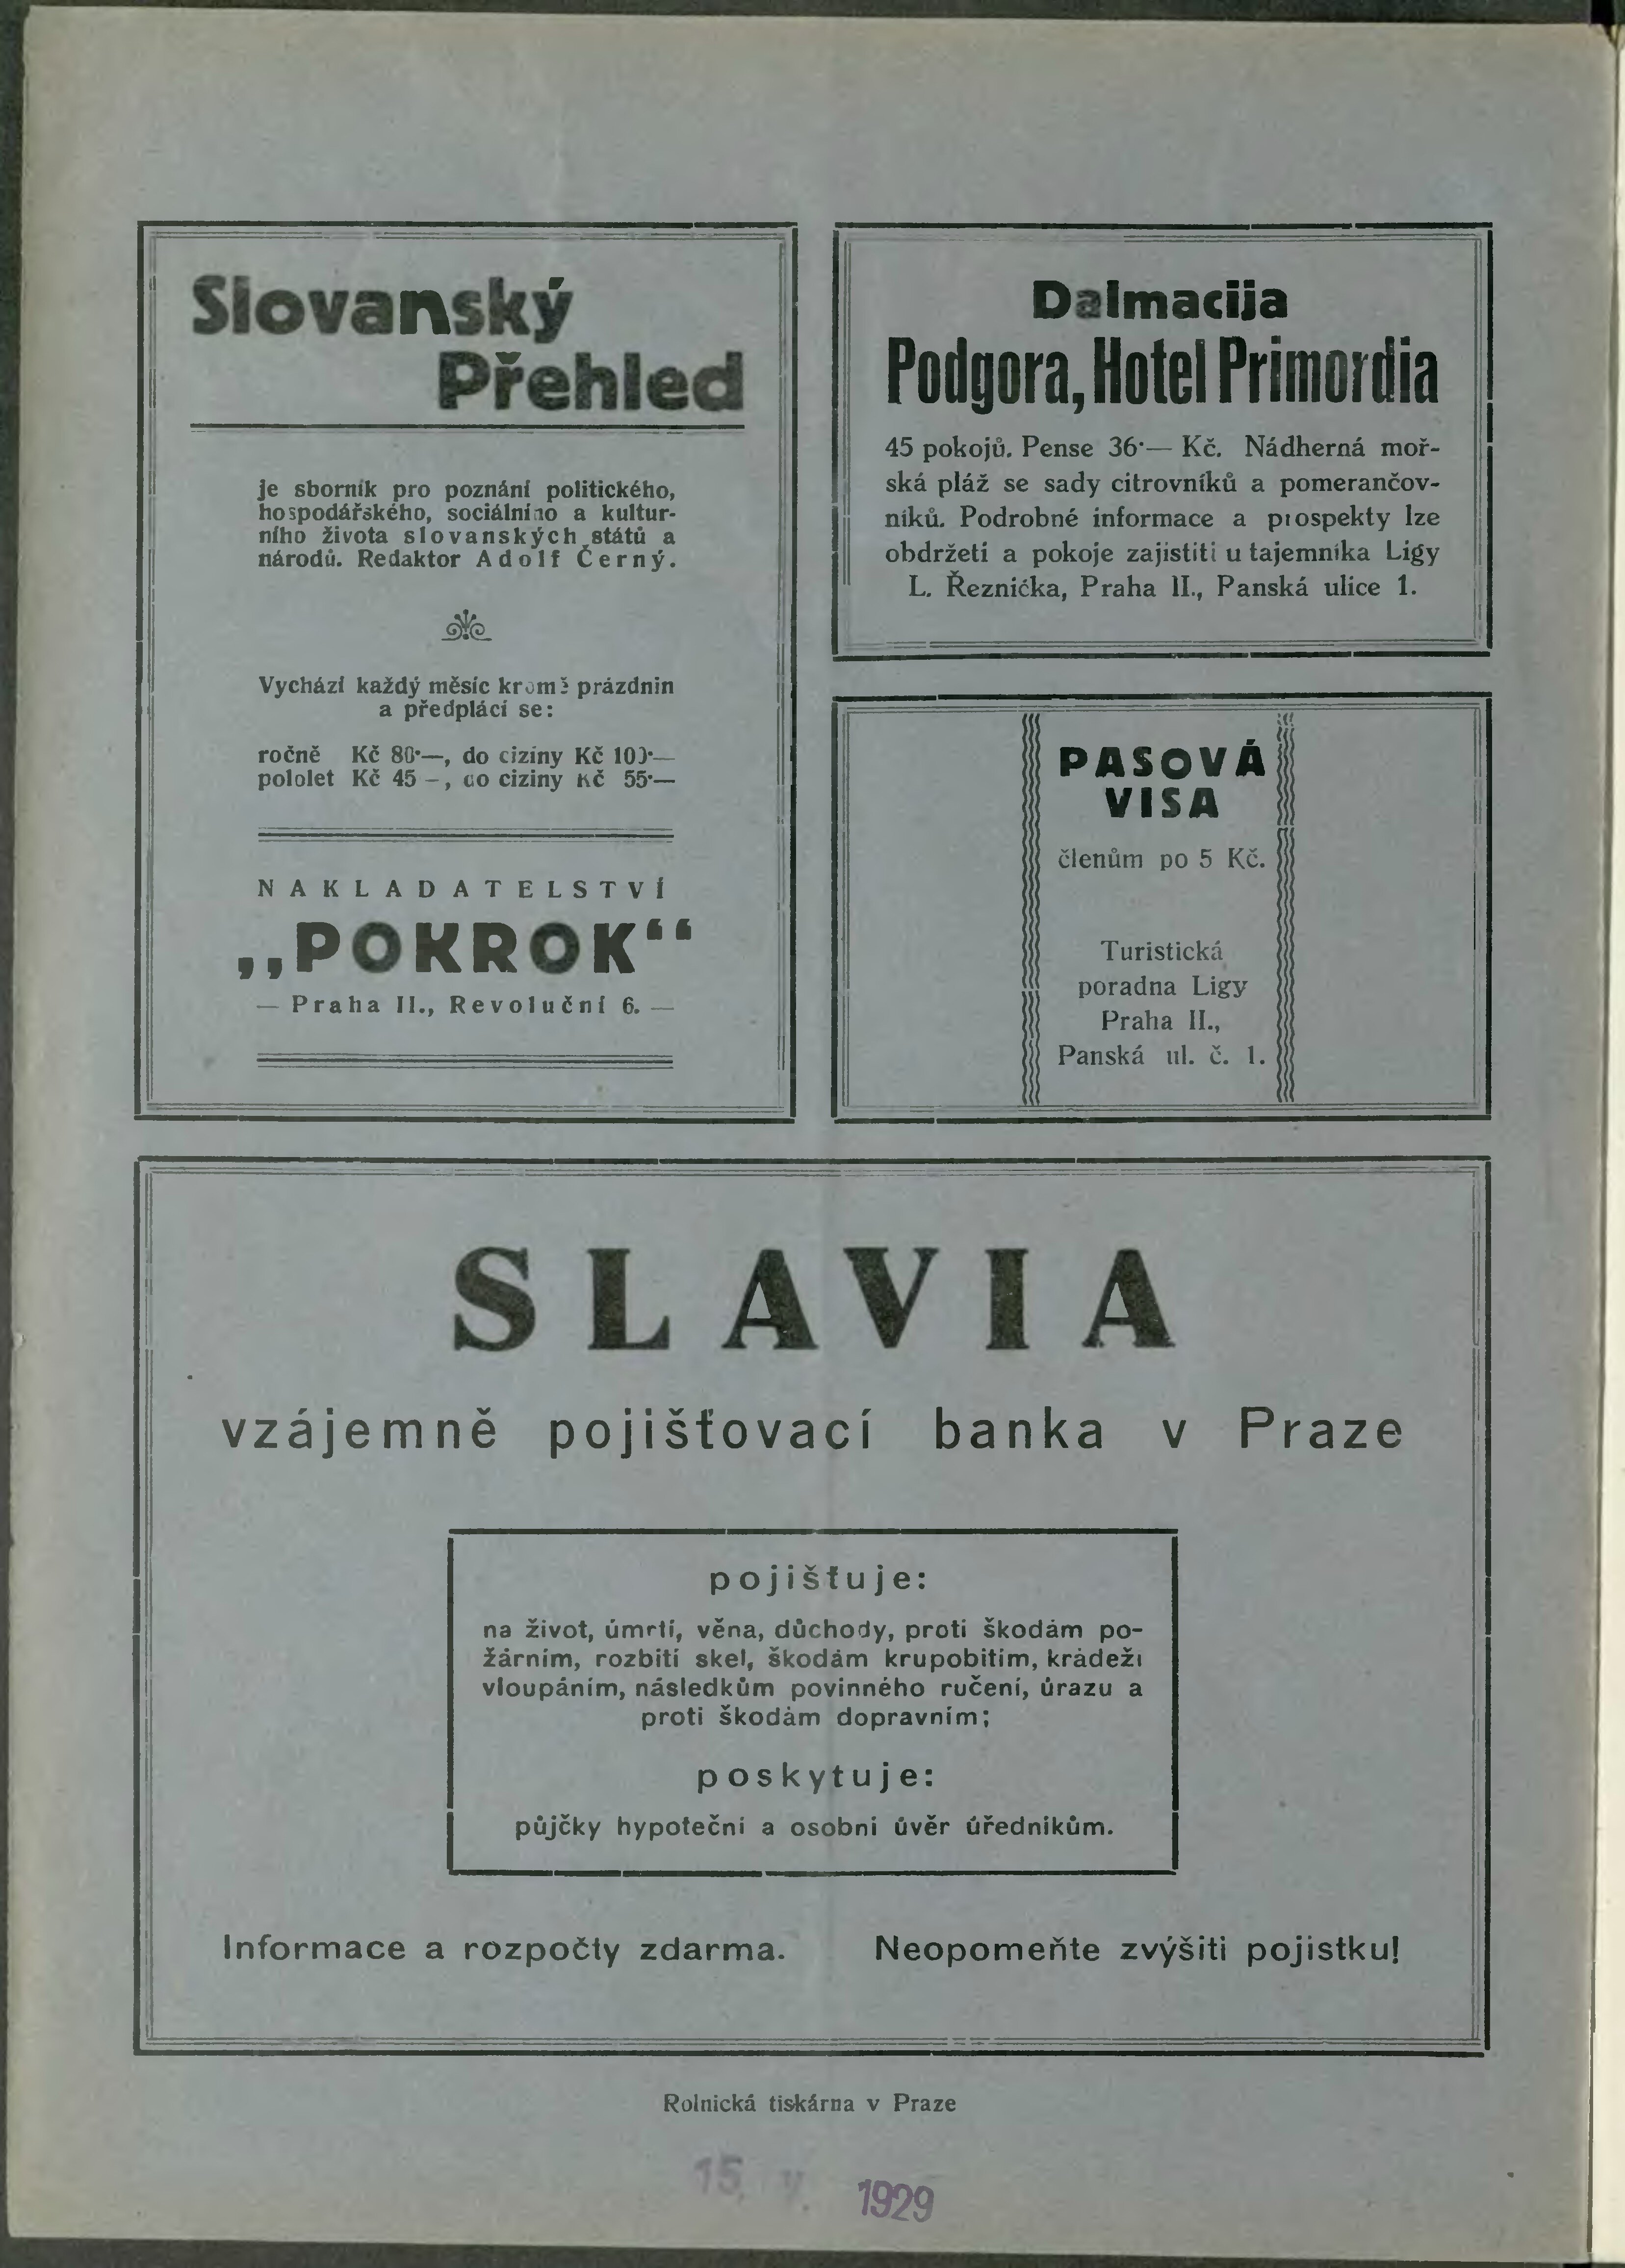 Slovanský
Přehled
je sborník pro poznání politického,
hospodářského, sociálního a kultur-
ního života slovanských států a
národů. Redaktor Adolf Černý.
Vychází každý měsíc kromě prázdnin
a předplácí se:
ročně Kč 80·—, do ciziny Kč 100·—
pololet Kč 45 –, do ciziny Kč 55·—
NAKLADATELSTVÍ
„POKROK“
— Praha II., Revoluční 6. —
Dalmacija
Podgora, Hotel Primordia
45 pokojů. Pense 36·— Kč. Nádherná moř-
ská pláž se sady citrovníků a pomerančov-
níků. Podrobné informace a prospekty lze
obdržeti a pokoje zajistiti u tajemníka Ligy
L. Řezníčka, Praha II., Panská ulice 1.
PASOVÁ
VISA
členům po 5 Kč.
Turistická
poradna Ligy
Praha II.,
Panská ul. č. 1.
SLAVIA
vzájemně pojišťovací banka v Praze
pojišťuje:
na život, úmrtí, věna, důchody, proti škodám po-
žárním, rozbití skel, škodám krupobitím, krádeží
vloupáním, následkům povinného ručení, úrazu a
proti škodám dopravním;
poskytuje:
půjčky hypoteční a osobní úvěr úředníkům.
Informace a rozpočty zdarma. Neopomeňte zvýšiti pojistku!
Rolnická tiskárna v Praze
15. V. 1929